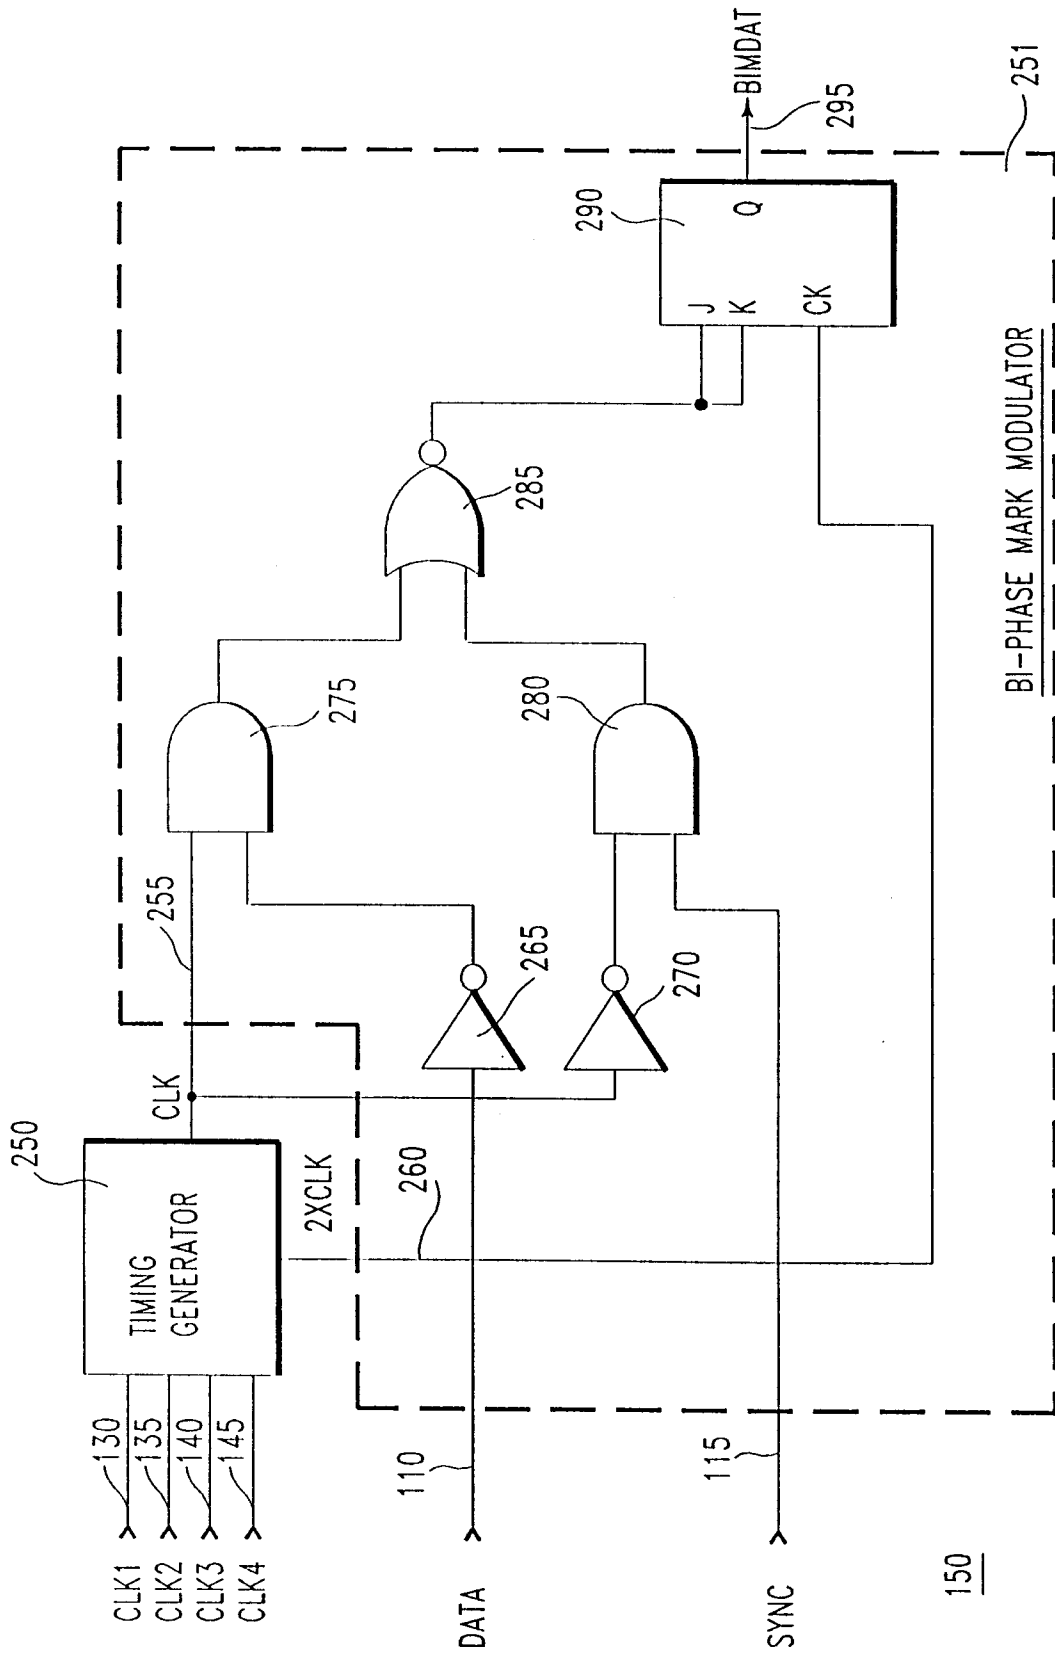 CLK1
CLK2
CLK3
CLK4
130
135
140
145
250
TIMING
GENERATOR
CLK
2XCLK
255
260
275
265
270
280
285
290
J
K
CK
Q
BIMDAT
295
251
DATA
110
SYNC
115
150
BI-PHASE MARK MODULATOR